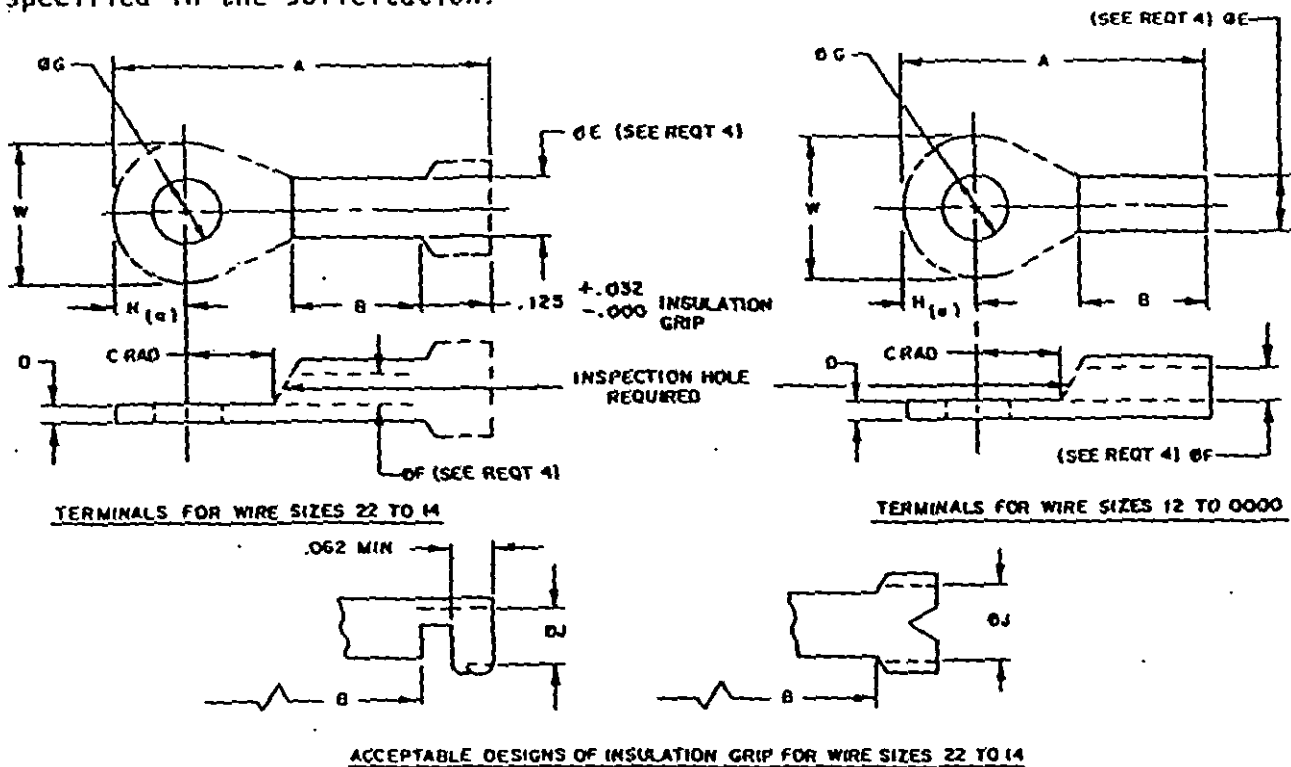 specified in the solicitation.
(SEE REQT 4) ØE
ØG
A
ØE (SEE REQT 4)
W
H(a)
B
.125 +.032 -.000 INSULATION GRIP
D
C RAD
INSPECTION HOLE
REQUIRED
ØF (SEE REQT 4)
TERMINALS FOR WIRE SIZES 22 TO 14
ØG
A
W
H(a)
B
D
C RAD
(SEE REQT 4) ØF
TERMINALS FOR WIRE SIZES 12 TO 0000
.062 MIN
ØJ
B
ØJ
B
ACCEPTABLE DESIGNS OF INSULATION GRIP FOR WIRE SIZES 22 TO 14